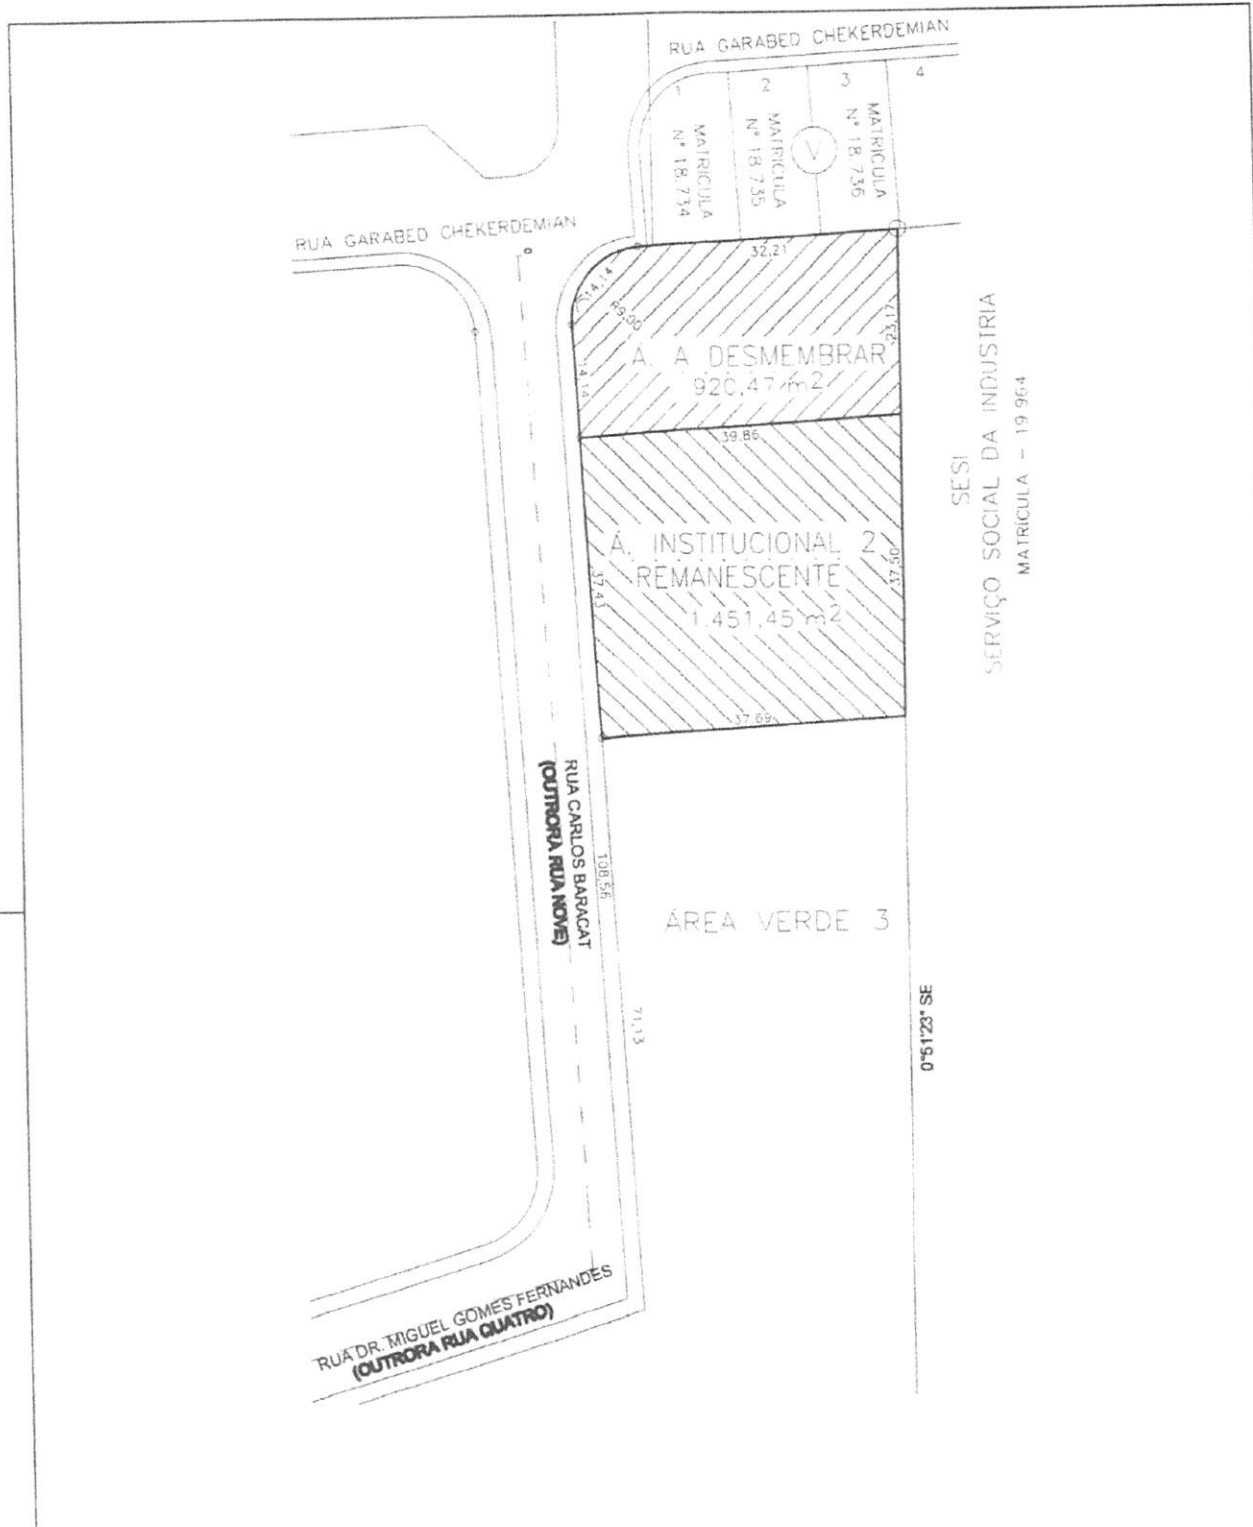 RUA GARABED CHEKERDEMIAN
1
2
3
4
MATRICULA
Nº 18.734
MATRICULA
Nº 18.735
V
MATRICULA
Nº 18.736
RUA GARABED CHEKERDEMIAN
32,21
14,14
R9,00
23,17
14,14
A. A DESMEMBRAR
920,47 m2
39,86
SESI
SERVIÇO SOCIAL DA INDUSTRIA
MATRÍCULA - 19 964
Á. INSTITUCIONAL 2
REMANESCENTE
1.451,45 m2
37,43
37,50
37,69
RUA CARLOS BARACAT
(OUTRORA RUA NOVE)
108,56
ÁREA VERDE 3
71,13
0°51'23" SE
RUA DR. MIGUEL GOMES FERNANDES
(OUTRORA RUA QUATRO)